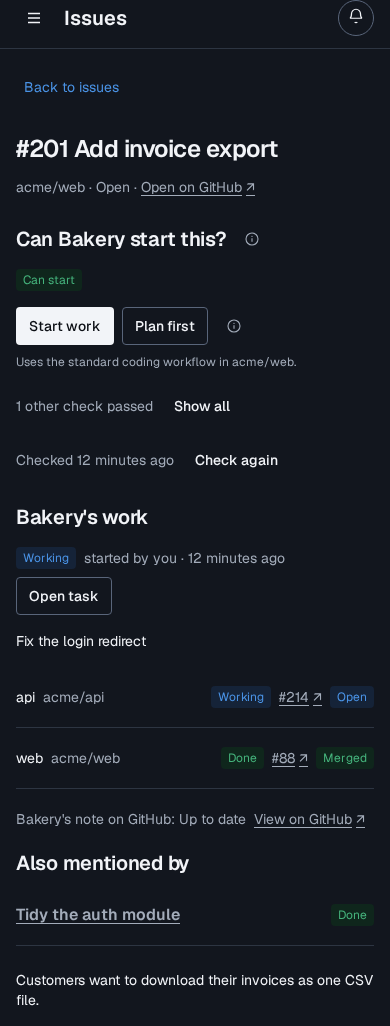 Issues
Back to issues
#201 Add invoice export
acme/web · Open · Open on GitHub ↗
Can Bakery start this?
Can start
Start work Plan first
Uses the standard coding workflow in acme/web.
1 other check passed Show all
Checked 12 minutes ago Check again
Bakery's work
Working started by you · 12 minutes ago
Open task
Fix the login redirect
api acme/api Working #214 ↗ Open
web acme/web Done #88 ↗ Merged
Bakery's note on GitHub: Up to date View on GitHub ↗
Also mentioned by
Tidy the auth module Done
Customers want to download their invoices as one CSV
file.